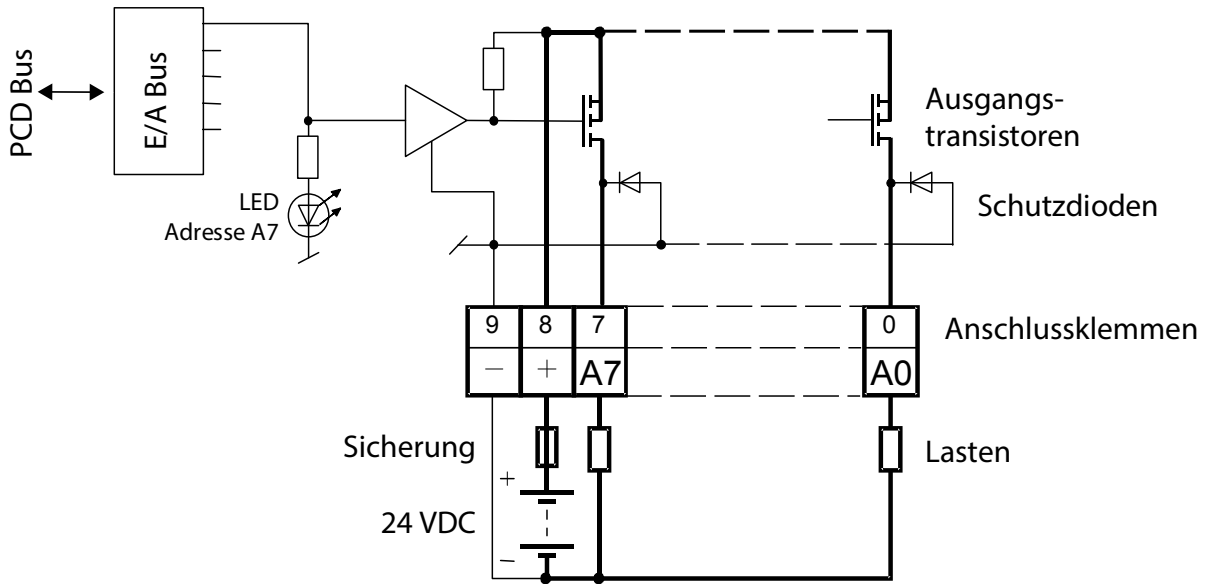 PCD Bus
E/A Bus
LED
Adresse A7
Ausgangs-
transistoren
Schutzdioden
9 8 7 0
Anschlussklemmen
− + A7 A0
Sicherung
Lasten
+
24 VDC
−